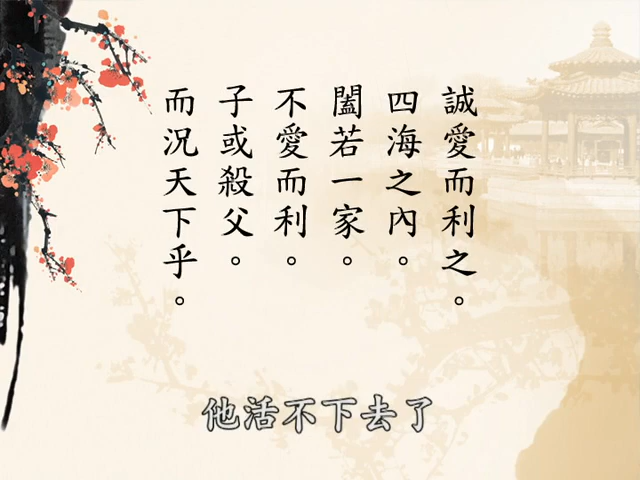 誠愛而利之。
四海之內。
闔若一家。
不愛而利。
子或殺父。
而況天下乎。
他活不下去了